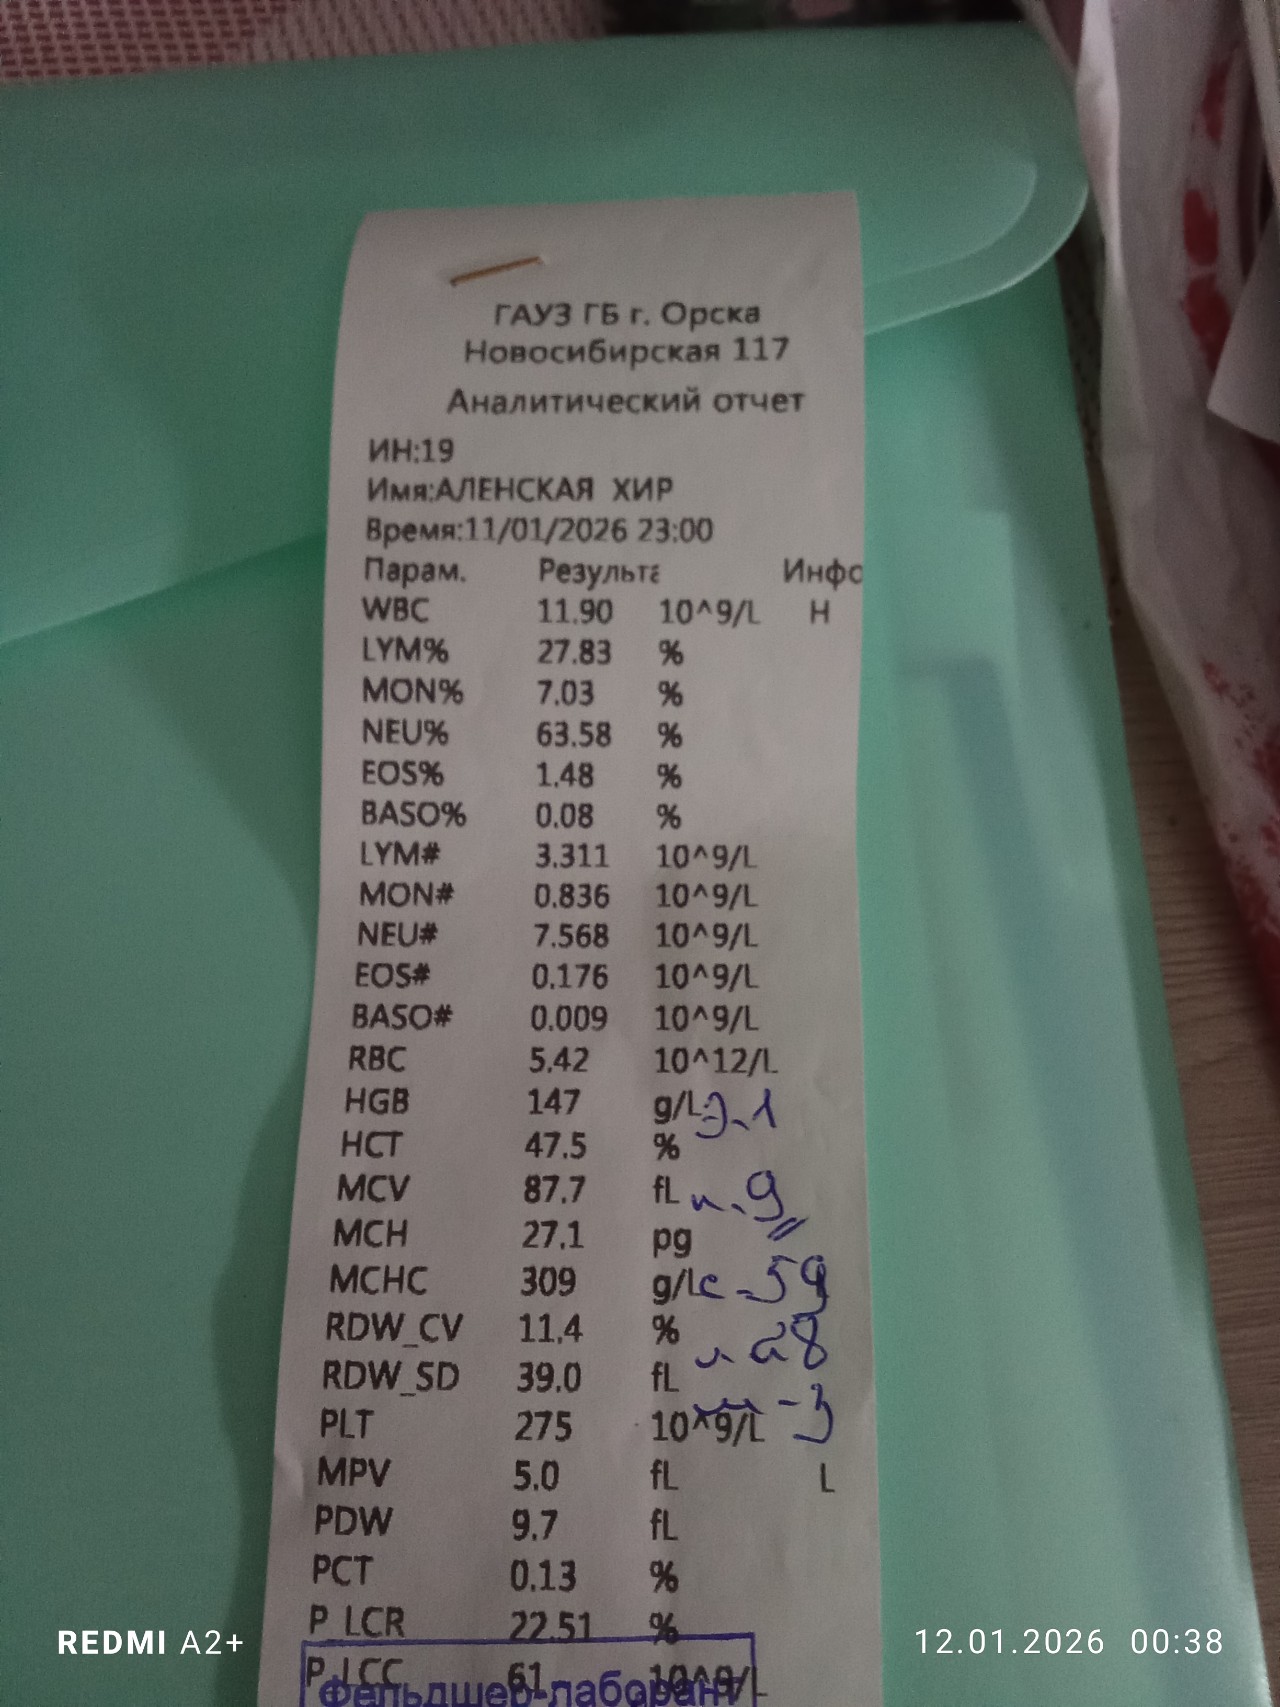 ГАУЗ ГБ г. Орска
Новосибирская 117
Аналитический отчет
ИН:19
Имя:АЛЕНСКАЯ ХИР
Время:11/01/2026 23:00
Парам. Результа Инфо
WBC 11.90 10^9/L H
LYM% 27.83 %
MON% 7.03 %
NEU% 63.58 %
EOS% 1.48 %
BASO% 0.08 %
LYM# 3.311 10^9/L
MON# 0.836 10^9/L
NEU# 7.568 10^9/L
EOS# 0.176 10^9/L
BASO# 0.009 10^9/L
RBC 5.42 10^12/L
HGB 147 g/L э-1
HCT 47.5 %
MCV 87.7 fL п-9
MCH 27.1 pg
MCHC 309 g/L с-59
RDW_CV 11.4 %
RDW_SD 39.0 fL
PLT 275 10^9/L -3
MPV 5.0 fL L
PDW 9.7 fL
PCT 0.13 %
P_LCR 22.51 %
P_LCC 61 10^9/L
Фельдшер-лаборант
REDMI A2+ 12.01.2026 00:38